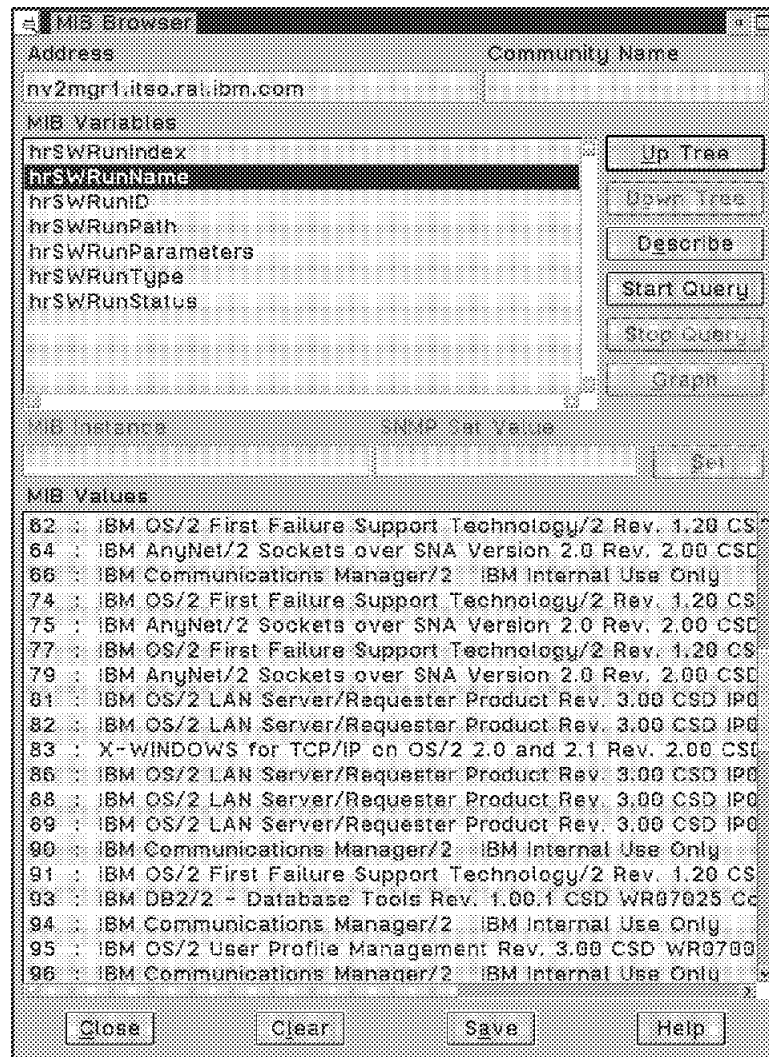 MIB Browser
Address Community Name
nv2mgr1.itso.ral.ibm.com
MIB Variables
hrSWRunIndex
hrSWRunName
hrSWRunID
hrSWRunPath
hrSWRunParameters
hrSWRunType
hrSWRunStatus
Up Tree
Down Tree
Describe
Start Query
Stop Query
Graph
MIB Instance SNMP Set Value
Set
MIB Values
62 : IBM OS/2 First Failure Support Technology/2 Rev. 1.20 CS
64 : IBM AnyNet/2 Sockets over SNA Version 2.0 Rev. 2.00 CSD
66 : IBM Communications Manager/2 IBM Internal Use Only
74 : IBM OS/2 First Failure Support Technology/2 Rev. 1.20 CS
75 : IBM AnyNet/2 Sockets over SNA Version 2.0 Rev. 2.00 CSD
77 : IBM OS/2 First Failure Support Technology/2 Rev. 1.20 CS
79 : IBM AnyNet/2 Sockets over SNA Version 2.0 Rev. 2.00 CSD
81 : IBM OS/2 LAN Server/Requester Product Rev. 3.00 CSD IP0
82 : IBM OS/2 LAN Server/Requester Product Rev. 3.00 CSD IP0
83 : X-WINDOWS for TCP/IP on OS/2 2.0 and 2.1 Rev. 2.00 CSD
86 : IBM OS/2 LAN Server/Requester Product Rev. 3.00 CSD IP0
88 : IBM OS/2 LAN Server/Requester Product Rev. 3.00 CSD IP0
89 : IBM OS/2 LAN Server/Requester Product Rev. 3.00 CSD IP0
90 : IBM Communications Manager/2 IBM Internal Use Only
91 : IBM OS/2 First Failure Support Technology/2 Rev. 1.20 CS
93 : IBM DB2/2 - Database Tools Rev. 1.00.1 CSD WR07025 Co
94 : IBM Communications Manager/2 IBM Internal Use Only
95 : IBM OS/2 User Profile Management Rev. 3.00 CSD WR0700
96 : IBM Communications Manager/2 IBM Internal Use Only
Close Clear Save Help